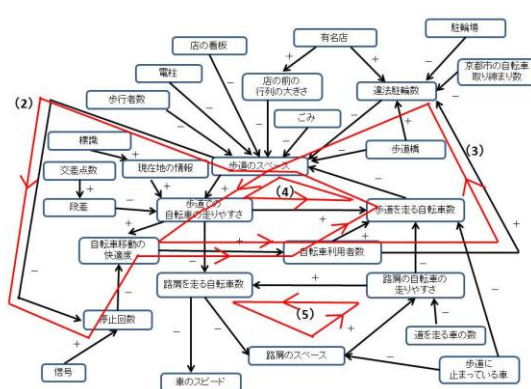 店の看板
有名店
駐輪場
電柱
店の前の
行列の大きさ
違法駐輪数
京都市の自転車
取り締まり数
(2)
歩行者数
ごみ
標識
歩道橋
(3)
交差点数
現在地の情報
歩道のスペース
(4)
段差
歩道での
自転車の走りやすさ
歩道を走る自転車数
自転車移動の
快適度
自転車利用者数
路肩を走る自転車数
路肩の自転車の
走りやすさ
(5)
停止回数
道を走る車の数
路肩のスペース
歩道に
止まっている車
信号
車のスピード